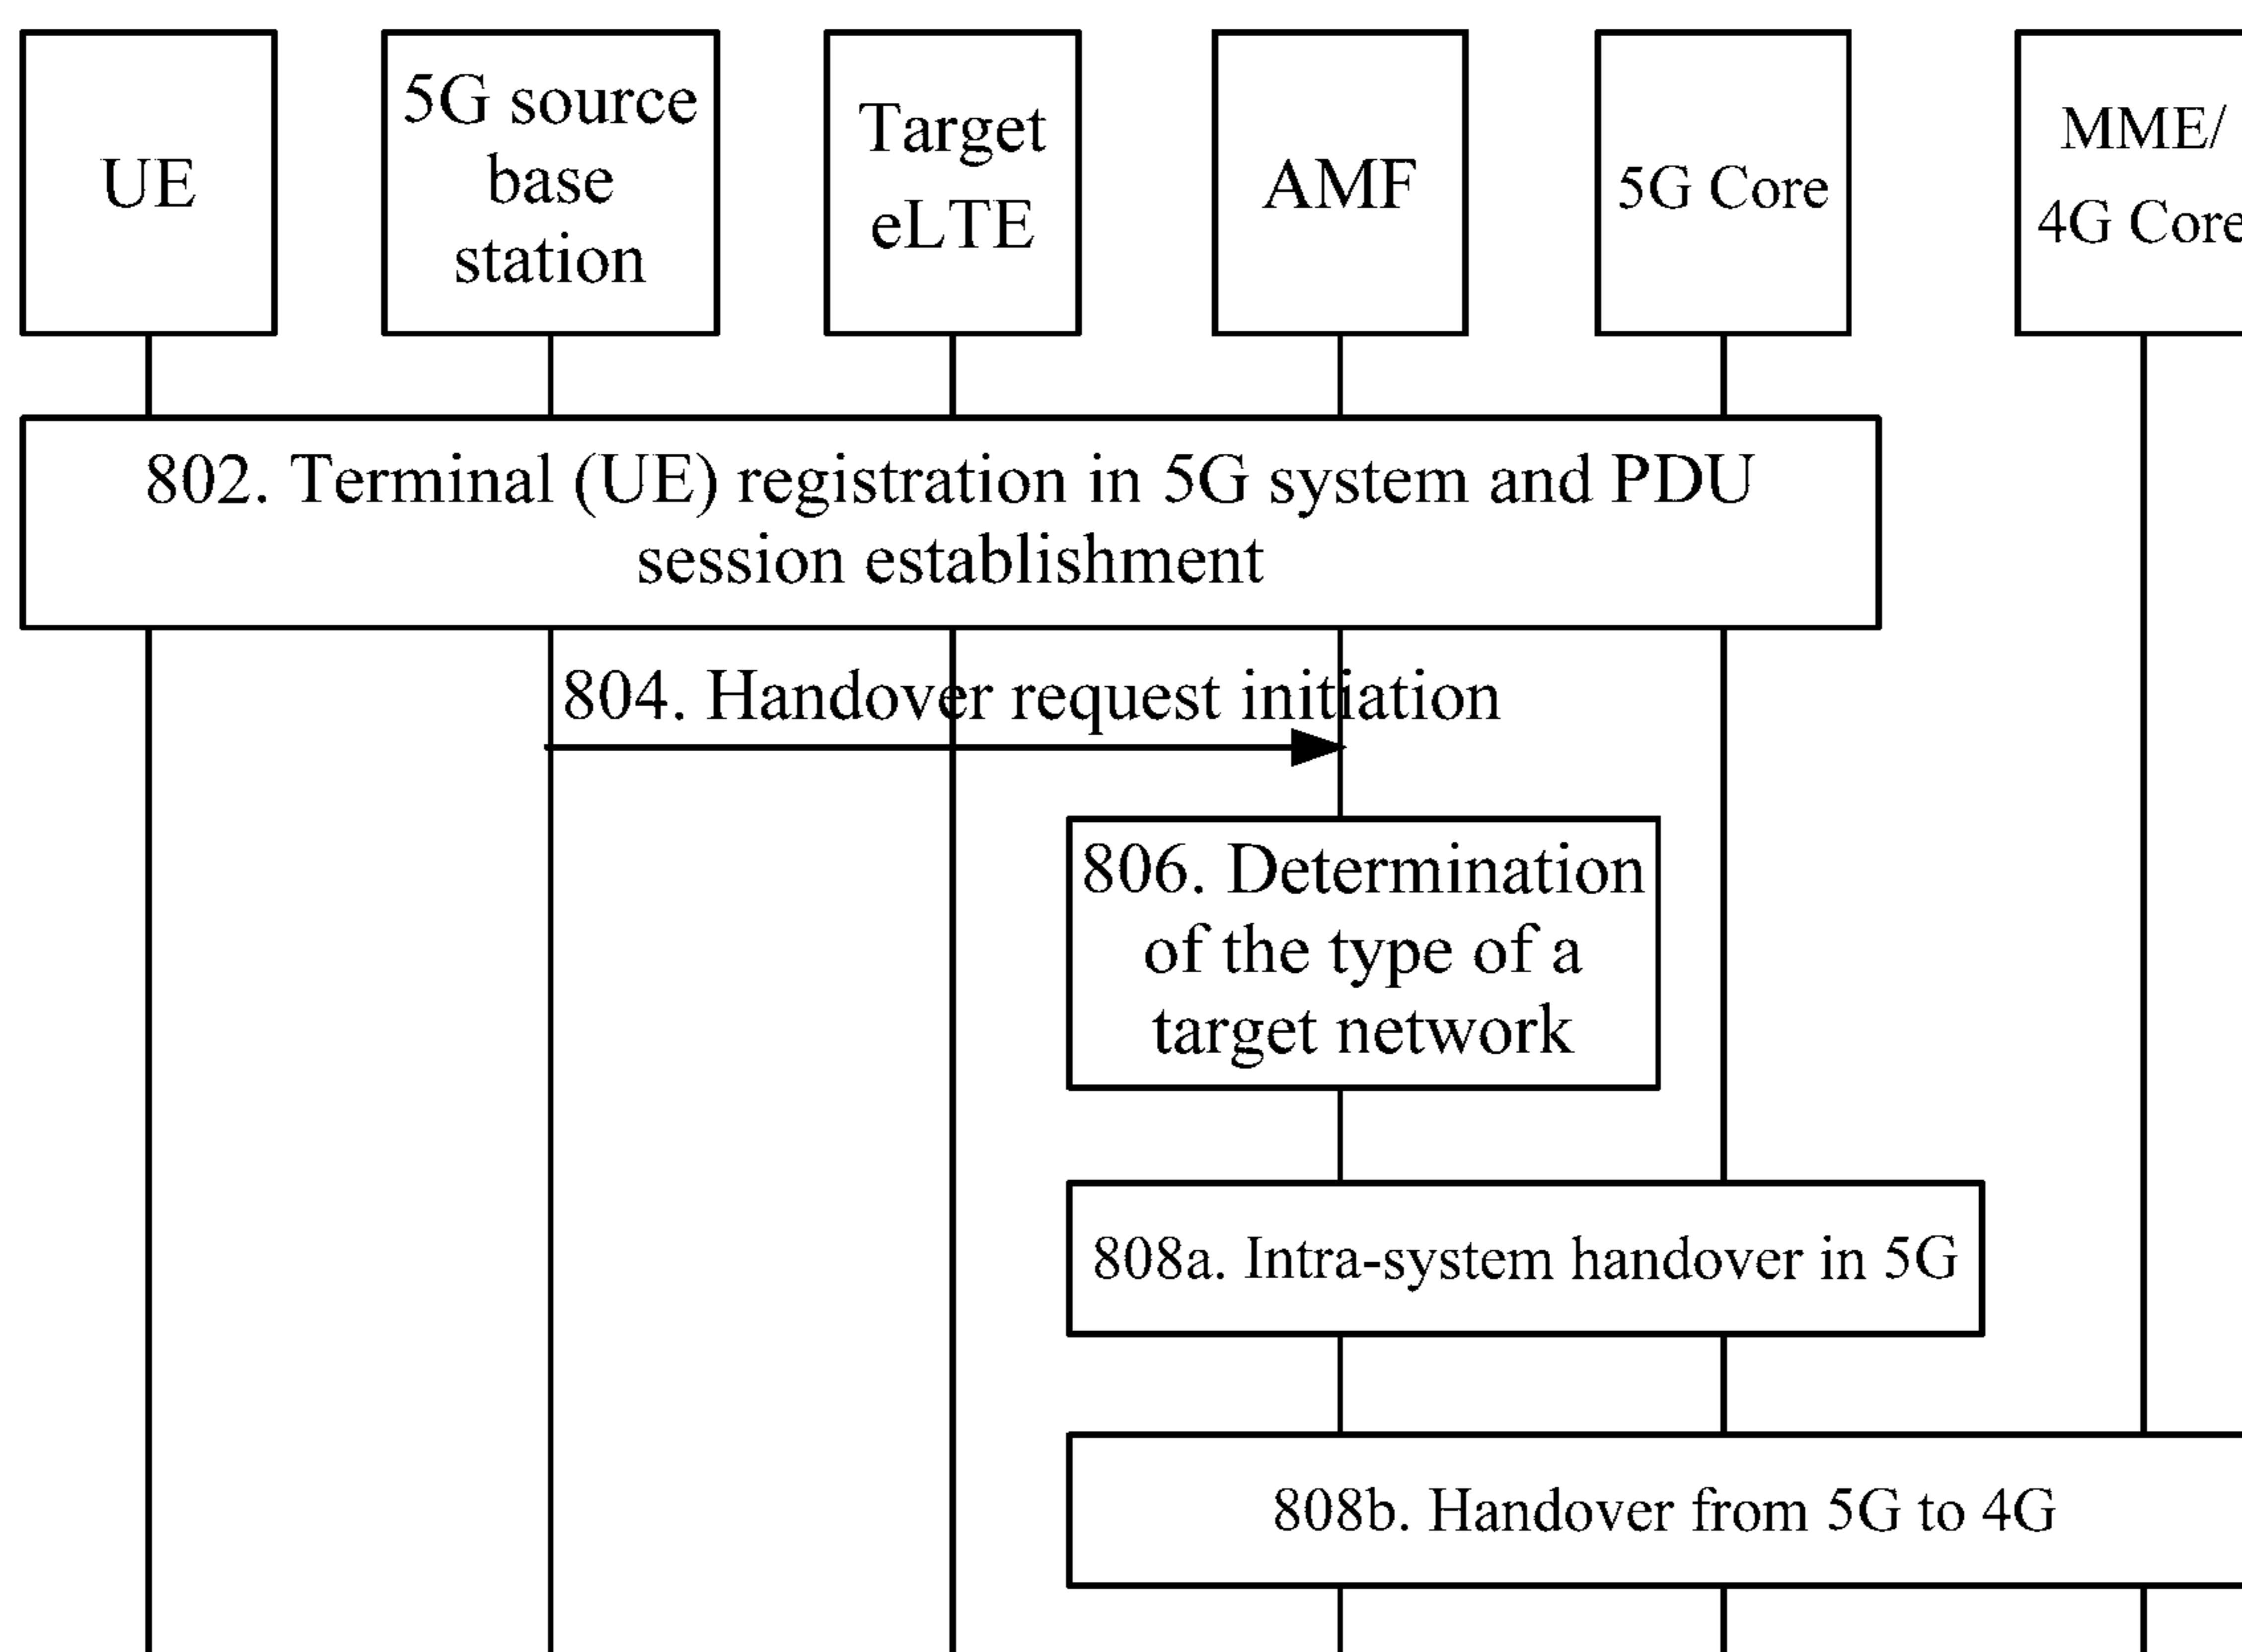 UE
5G source
base
station
Target
eLTE
AMF
5G Core
MME/
4G Core
802. Terminal (UE) registration in 5G system and PDU
session establishment
804. Handover request initiation
806. Determination
of the type of a
target network
808a. Intra-system handover in 5G
808b. Handover from 5G to 4G